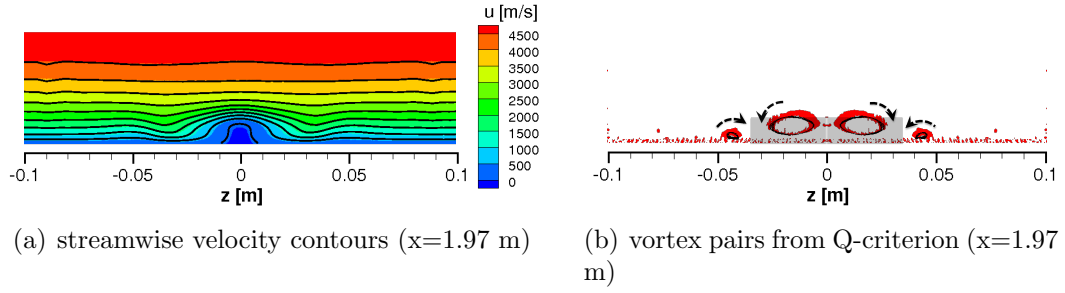 u [m/s]
4500
4000
3500
3000
2500
2000
1500
1000
500
0
-0.1 -0.05 0 0.05 0.1
z [m]
-0.1 -0.05 0 0.05 0.1
z [m]
(a) streamwise velocity contours (x=1.97 m)
(b) vortex pairs from Q-criterion (x=1.97
m)